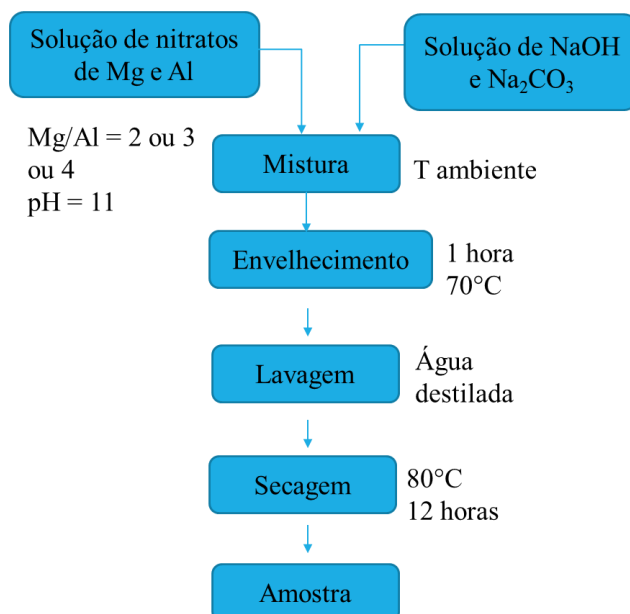 Solução de nitratos
de Mg e Al
Solução de NaOH
e Na₂CO₃
Mg/Al = 2 ou 3
ou 4
pH = 11
Mistura
T ambiente
Envelhecimento
1 hora
70°C
Lavagem
Água
destilada
Secagem
80°C
12 horas
Amostra